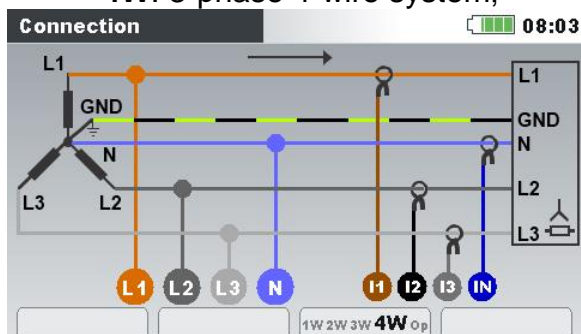 4W: 3-phase 4-wire system;
Connection 08:03
L1 L1
GND GND
N N
L3 L2 L2
L3
L1 L2 L3 N I1 I2 I3 IN
1W 2W 3W 4W Op